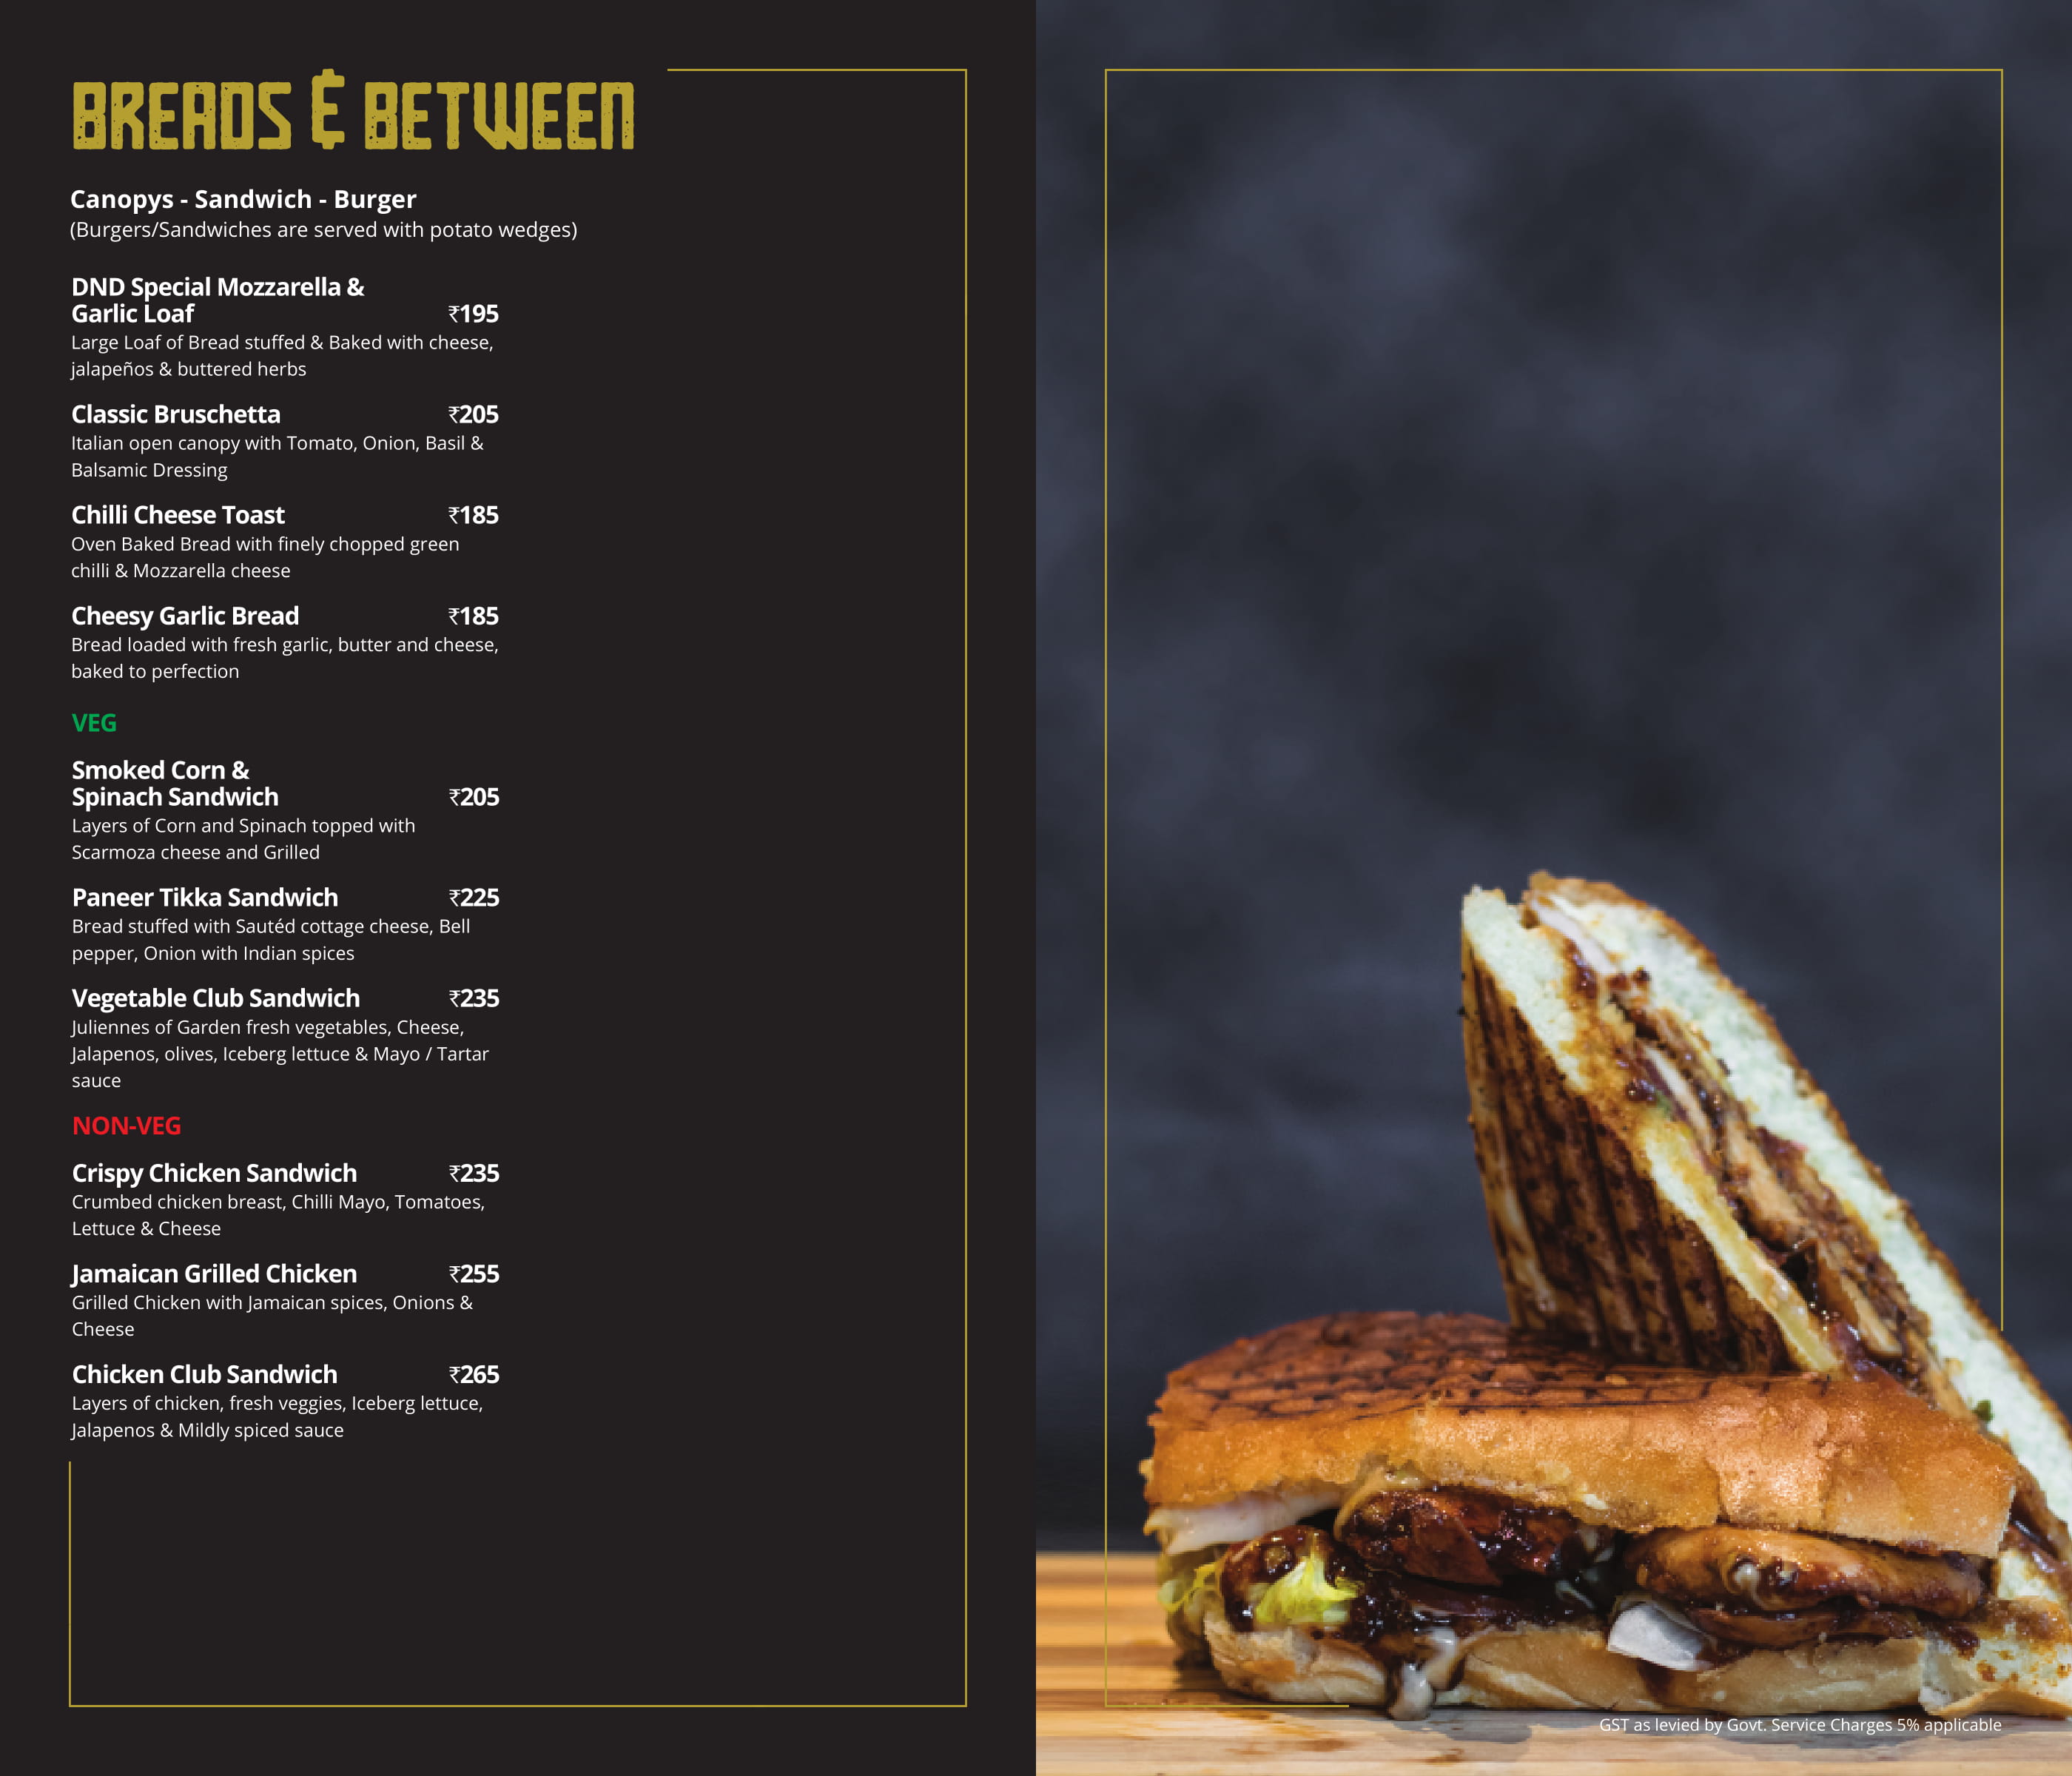 BREADS & BETWEEN
Canopys - Sandwich - Burger
(Burgers/Sandwiches are served with potato wedges)
DND Special Mozzarella &
Garlic Loaf ₹195
Large Loaf of Bread stuffed & Baked with cheese,
jalapeños & buttered herbs
Classic Bruschetta ₹205
Italian open canopy with Tomato, Onion, Basil &
Balsamic Dressing
Chilli Cheese Toast ₹185
Oven Baked Bread with finely chopped green
chilli & Mozzarella cheese
Cheesy Garlic Bread ₹185
Bread loaded with fresh garlic, butter and cheese,
baked to perfection
VEG
Smoked Corn &
Spinach Sandwich ₹205
Layers of Corn and Spinach topped with
Scarmoza cheese and Grilled
Paneer Tikka Sandwich ₹225
Bread stuffed with Sautéd cottage cheese, Bell
pepper, Onion with Indian spices
Vegetable Club Sandwich ₹235
Juliennes of Garden fresh vegetables, Cheese,
Jalapenos, olives, Iceberg lettuce & Mayo / Tartar
sauce
NON-VEG
Crispy Chicken Sandwich ₹235
Crumbed chicken breast, Chilli Mayo, Tomatoes,
Lettuce & Cheese
Jamaican Grilled Chicken ₹255
Grilled Chicken with Jamaican spices, Onions &
Cheese
Chicken Club Sandwich ₹265
Layers of chicken, fresh veggies, Iceberg lettuce,
Jalapenos & Mildly spiced sauce
GST as levied by Govt. Service Charges 5% applicable